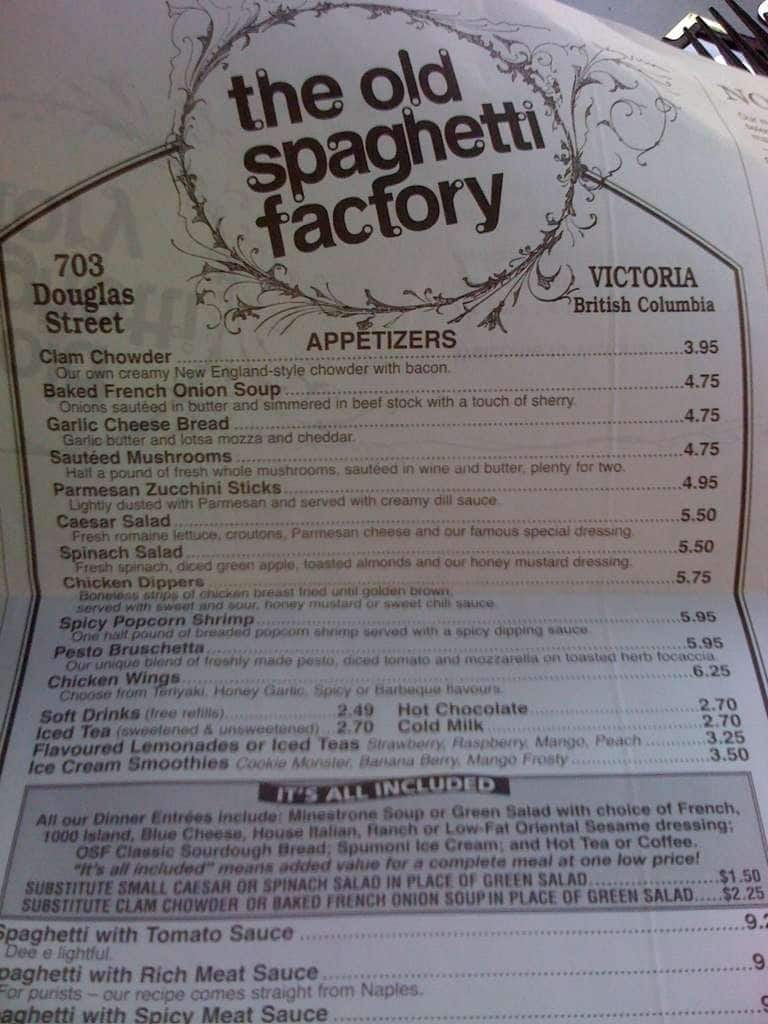 the old
spaghetti
factory
703
Douglas
Street
VICTORIA
British Columbia
APPETIZERS
Clam Chowder 3.95
Our own creamy New England-style chowder with bacon.
Baked French Onion Soup 4.75
Onions sautéed in butter and simmered in beef stock with a touch of sherry.
Garlic Cheese Bread 4.75
Garlic butter and lotsa mozza and cheddar.
Sautéed Mushrooms 4.75
Half a pound of fresh whole mushrooms, sautéed in wine and butter, plenty for two.
Parmesan Zucchini Sticks 4.95
Lightly dusted with Parmesan and served with creamy dill sauce.
Caesar Salad 5.50
Fresh romaine lettuce, croutons, Parmesan cheese and our famous special dressing.
Spinach Salad 5.50
Fresh spinach, diced green apple, toasted almonds and our honey mustard dressing.
Chicken Dippers 5.75
Boneless strips of chicken breast fried until golden brown,
served with sweet and sour, honey mustard or sweet chili sauce.
Spicy Popcorn Shrimp 5.95
One half pound of breaded popcorn shrimp served with a spicy dipping sauce.
Pesto Bruschetta 5.95
Our unique blend of freshly made pesto, diced tomato and mozzarella on toasted herb focaccia.
Chicken Wings 6.25
Choose from Teriyaki, Honey Garlic, Spicy or Barbeque flavours.
Soft Drinks (free refills) 2.49 Hot Chocolate 2.70
Iced Tea (sweetened & unsweetened) 2.70 Cold Milk 2.70
Flavoured Lemonades or Iced Teas Strawberry, Raspberry, Mango, Peach 3.25
Ice Cream Smoothies Cookie Monster, Banana Berry, Mango Frosty 3.50
IT'S ALL INCLUDED
All our Dinner Entrées include: Minestrone Soup or Green Salad with choice of French,
1000 Island, Blue Cheese, House Italian, Ranch or Low-Fat Oriental Sesame dressing;
OSF Classic Sourdough Bread; Spumoni Ice Cream; and Hot Tea or Coffee.
"It's all included" means added value for a complete meal at one low price!
SUBSTITUTE SMALL CAESAR OR SPINACH SALAD IN PLACE OF GREEN SALAD $1.50
SUBSTITUTE CLAM CHOWDER OR BAKED FRENCH ONION SOUP IN PLACE OF GREEN SALAD $2.25
Spaghetti with Tomato Sauce 9.2
Dee e lightful.
paghetti with Rich Meat Sauce 9
For purists – our recipe comes straight from Naples.
aghetti with Spicy Meat Sauce